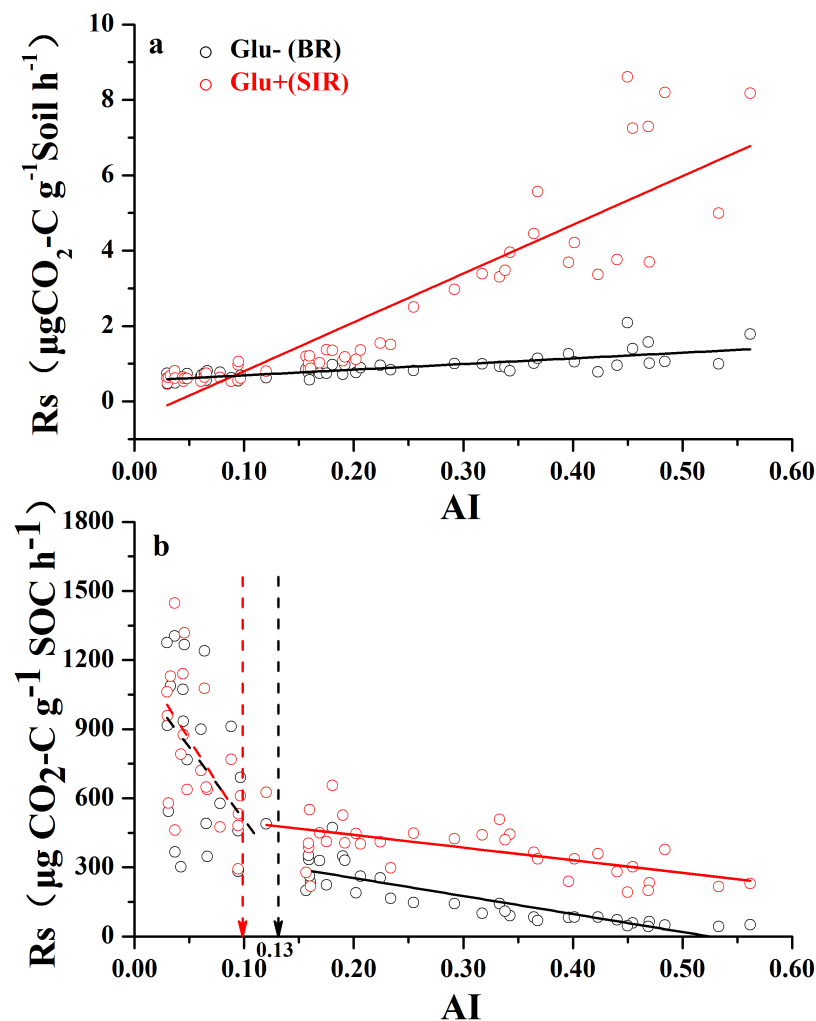 a
Glu- (BR)
Glu+(SIR)
Rs（μgCO2-C g-1Soil h-1）
10
8
6
4
2
0
0.00 0.10 0.20 0.30 0.40 0.50 0.60
AI
b
Rs（μg CO2-C g-1 SOC h-1）
1800
1500
1200
900
600
300
0
0.13
0.00 0.10 0.20 0.30 0.40 0.50 0.60
AI